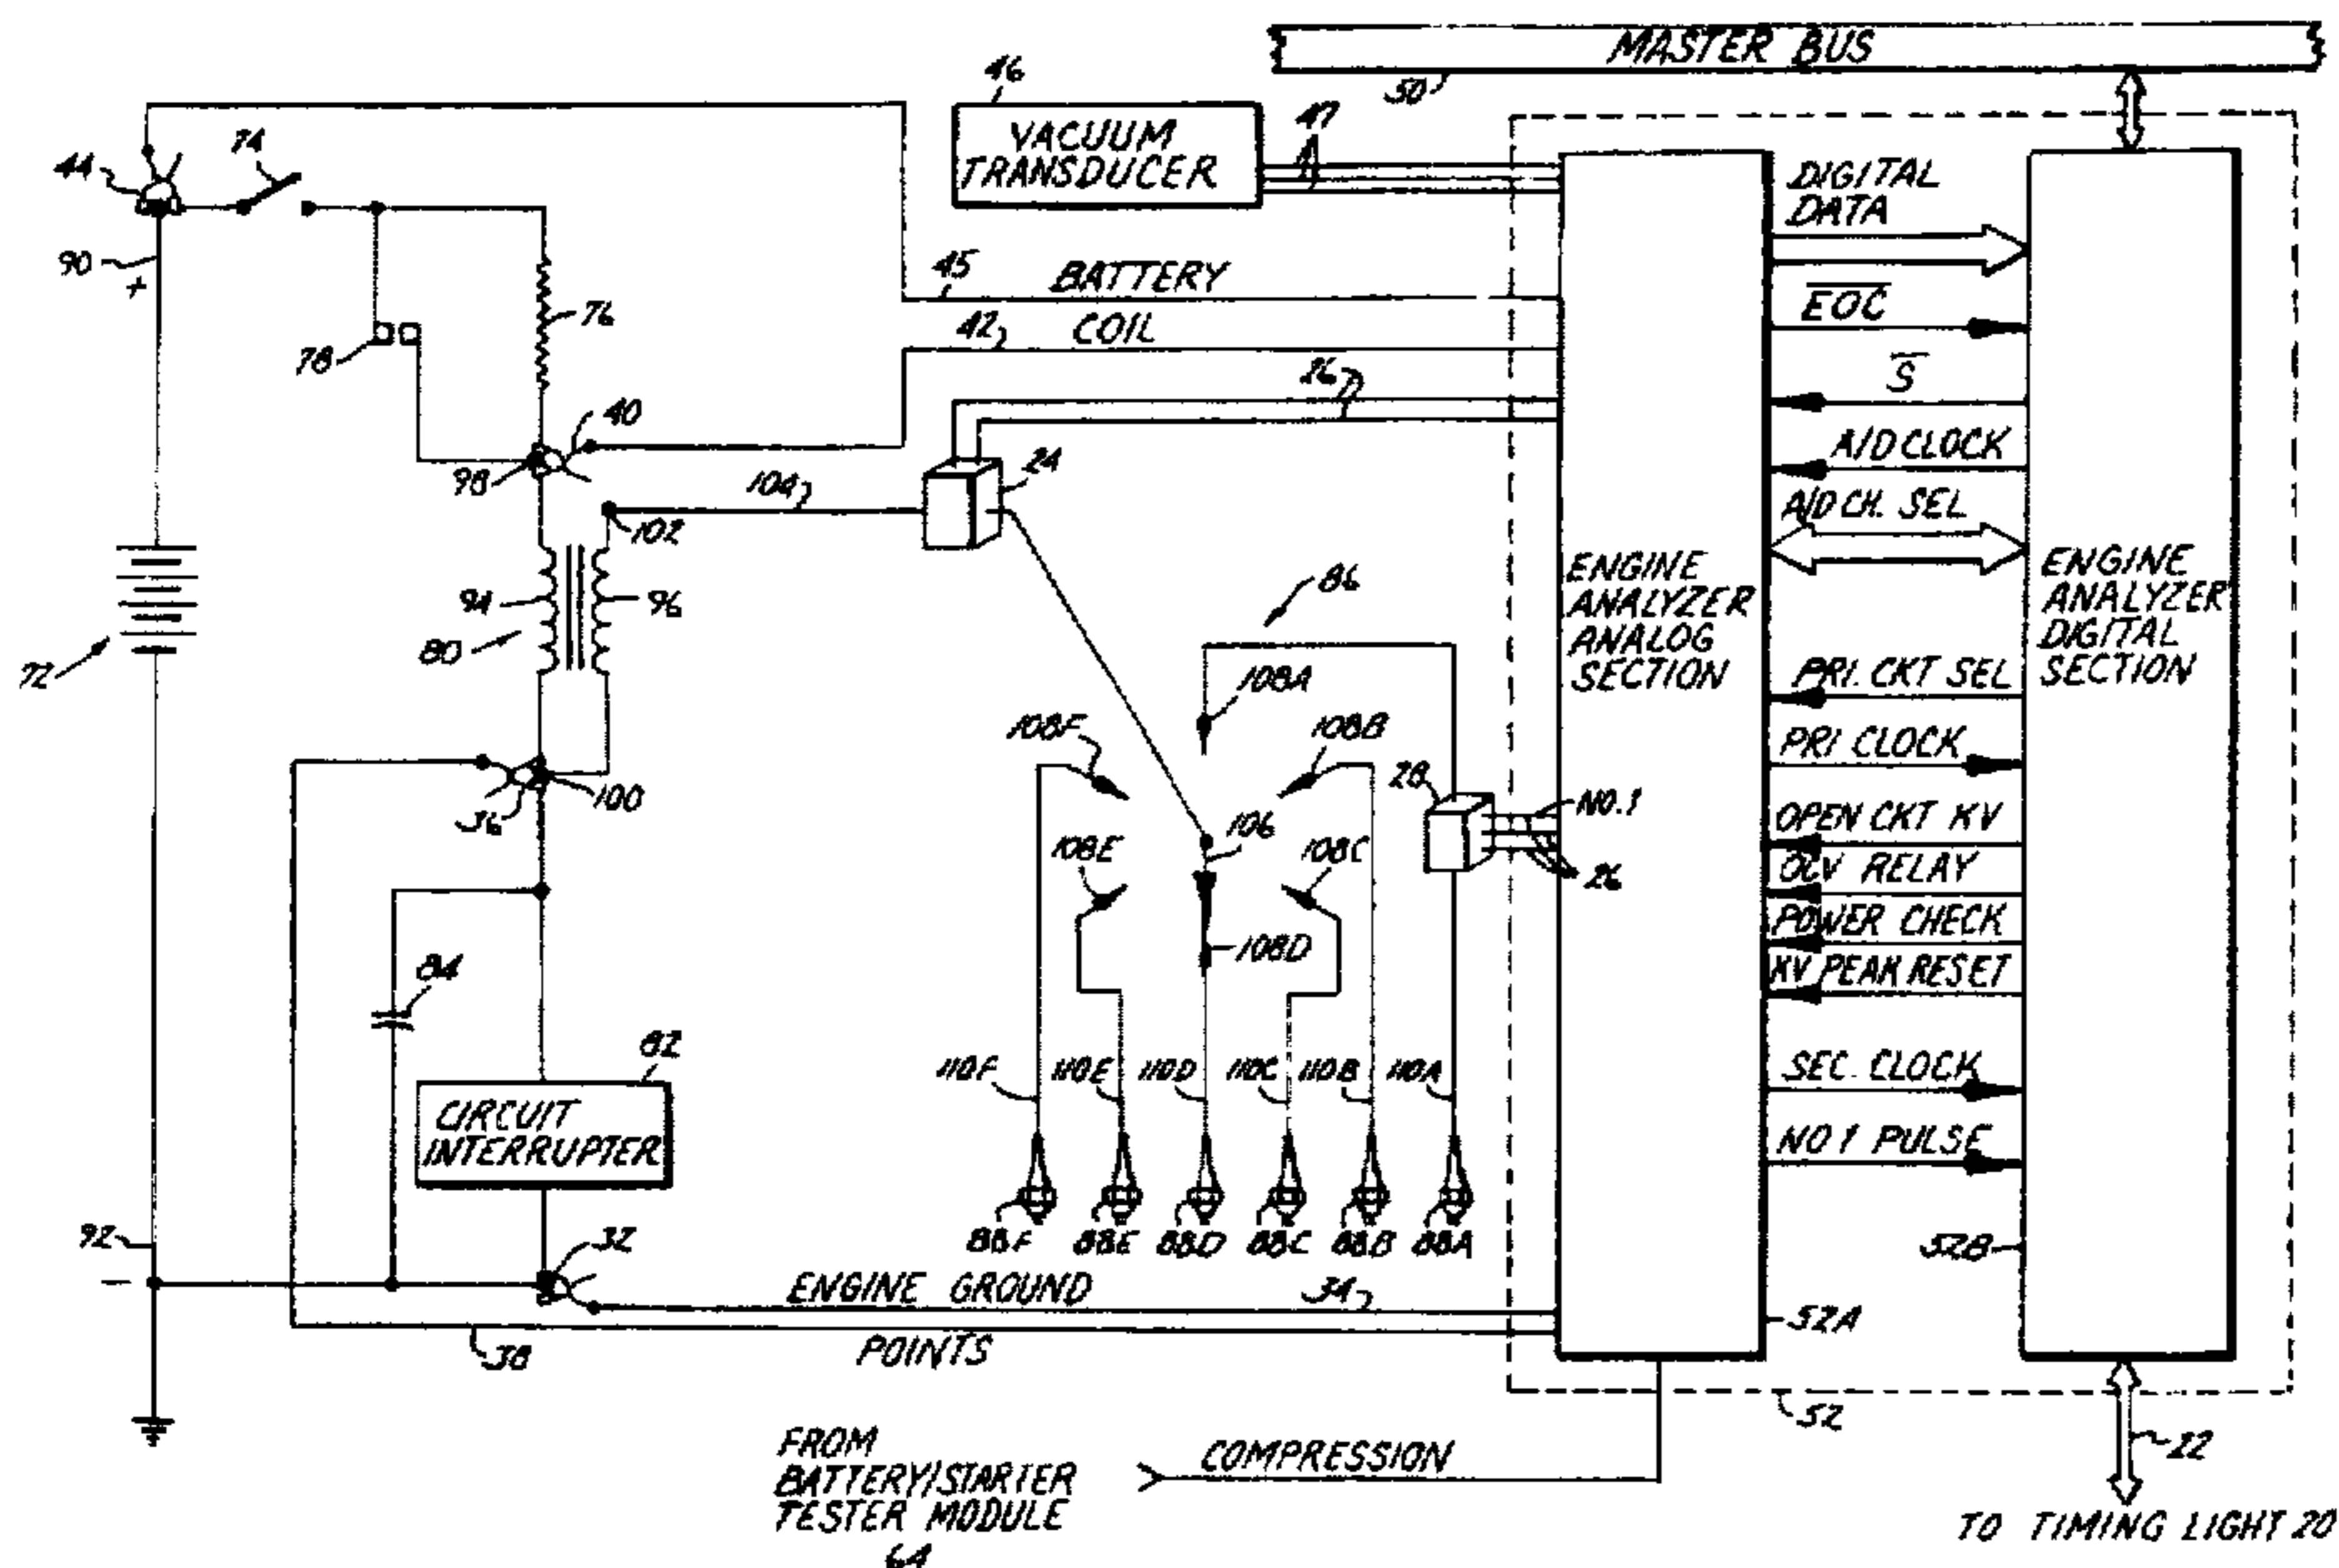 MASTER BUS
50
46
VACUUM
TRANSDUCER
47
44
74
90
+
DIGITAL
DATA
45
BATTERY
EOC
76
42
COIL
78
S
26
40
A/D CLOCK
98
24
104
102
A/D CH. SEL
86
94
96
80
72
ENGINE
ANALYZER
ANALOG
SECTION
ENGINE
ANALYZER
DIGITAL
SECTION
108A
PRI. CKT SEL
108F
108B
PRI. CLOCK
100
36
28
NO. 1
OPEN CKT KV
106
108E
108C
26
OCV RELAY
POWER CHECK
108D
84
KV PEAK RESET
82
110F
110E
110D
110C
110B
110A
SEC. CLOCK
CIRCUIT
INTERRUPTER
NO 1 PULSE
88F
88E
88D
88C
88B
88A
92
32
52B
−
ENGINE GROUND
34
52A
38
POINTS
52
FROM
BATTERY/STARTER
TESTER MODULE
64
COMPRESSION
22
TO TIMING LIGHT 20